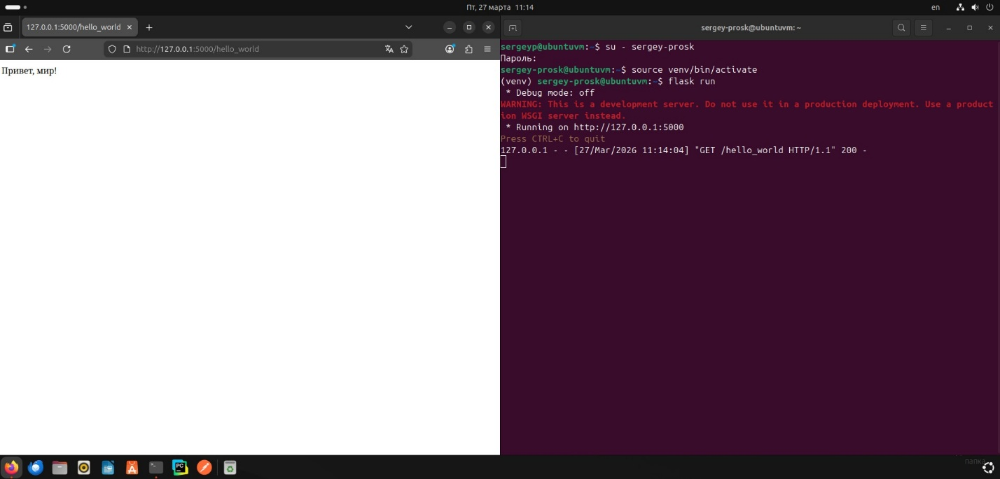 Пт, 27 марта 11:14
en
127.0.0.1:5000/hello_world
http://127.0.0.1:5000/hello_world
Привет, мир!
sergey-prosk@ubuntuvm: ~
sergeyp@ubuntuvm:~$ su - sergey-prosk
Пароль:
sergey-prosk@ubuntuvm:~$ source venv/bin/activate
(venv) sergey-prosk@ubuntuvm:~$ flask run
 * Debug mode: off
WARNING: This is a development server. Do not use it in a production deployment. Use a product
ion WSGI server instead.
 * Running on http://127.0.0.1:5000
Press CTRL+C to quit
127.0.0.1 - - [27/Mar/2026 11:14:04] "GET /hello_world HTTP/1.1" 200 -
PC
папка